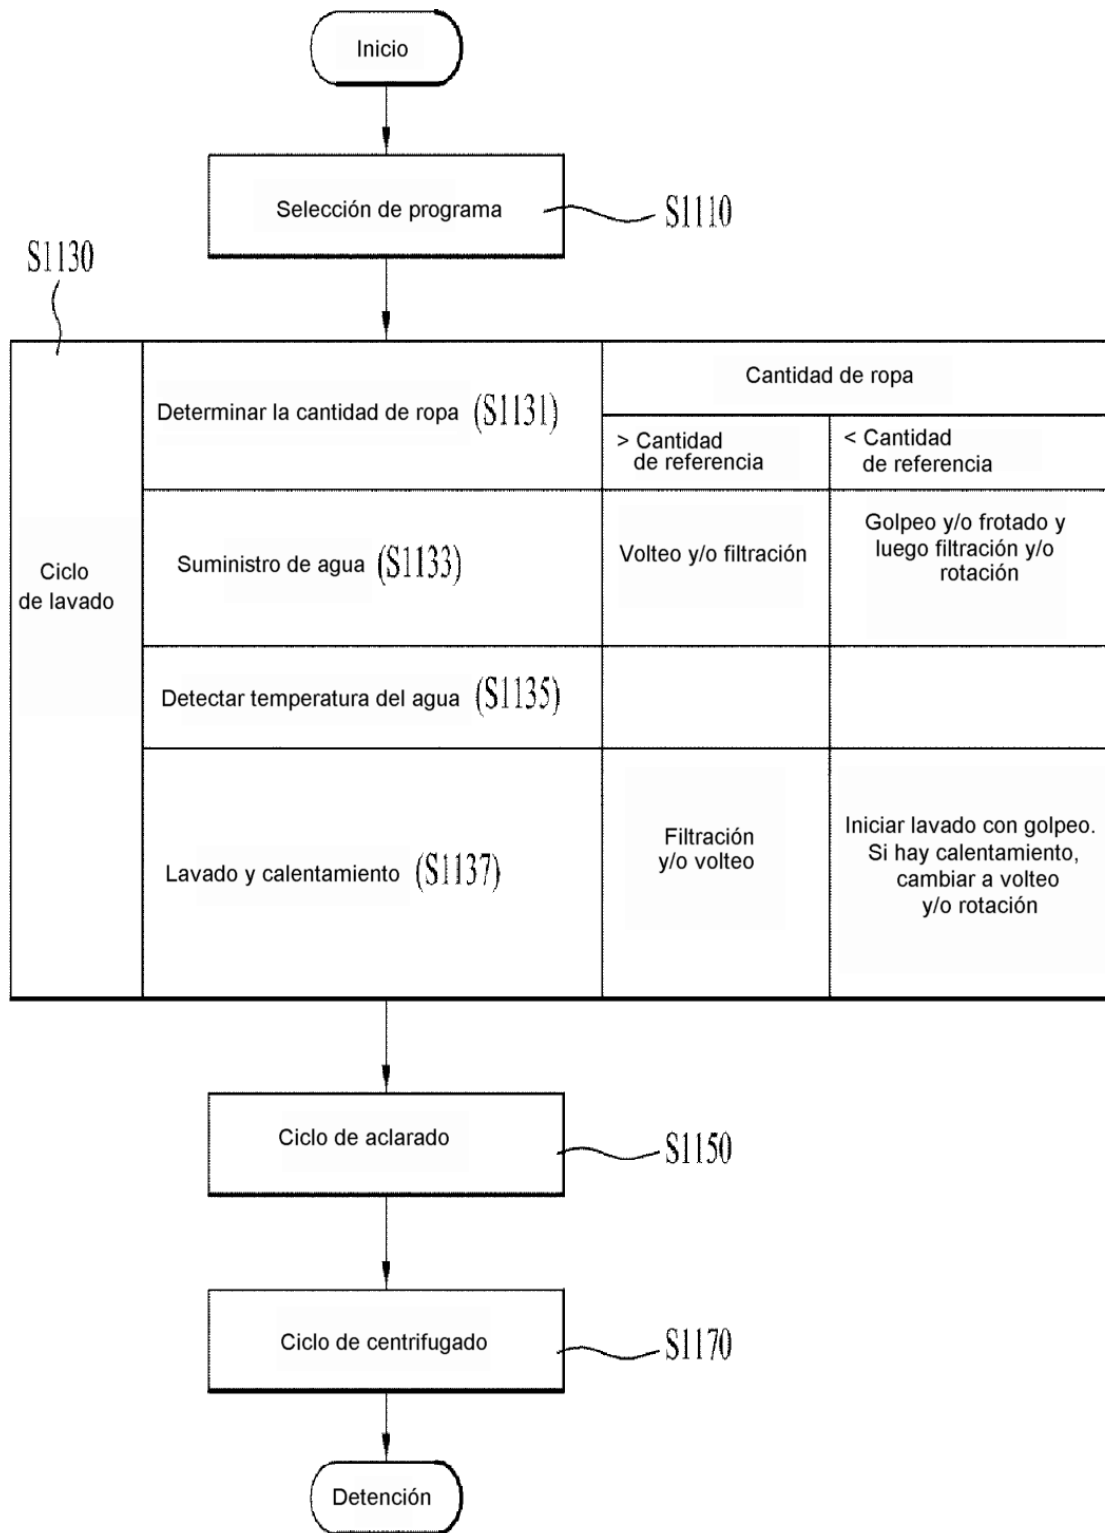 Inicio
Selección de programa
S1110
S1130
Ciclo
de lavado
Determinar la cantidad de ropa (S1131)
Cantidad de ropa
> Cantidad
de referencia
< Cantidad
de referencia
Suministro de agua (S1133)
Volteo y/o filtración
Golpeo y/o frotado y
luego filtración y/o
rotación
Detectar temperatura del agua (S1135)
Lavado y calentamiento (S1137)
Filtración
y/o volteo
Iniciar lavado con golpeo.
Si hay calentamiento,
cambiar a volteo
y/o rotación
Ciclo de aclarado
S1150
Ciclo de centrifugado
S1170
Detención